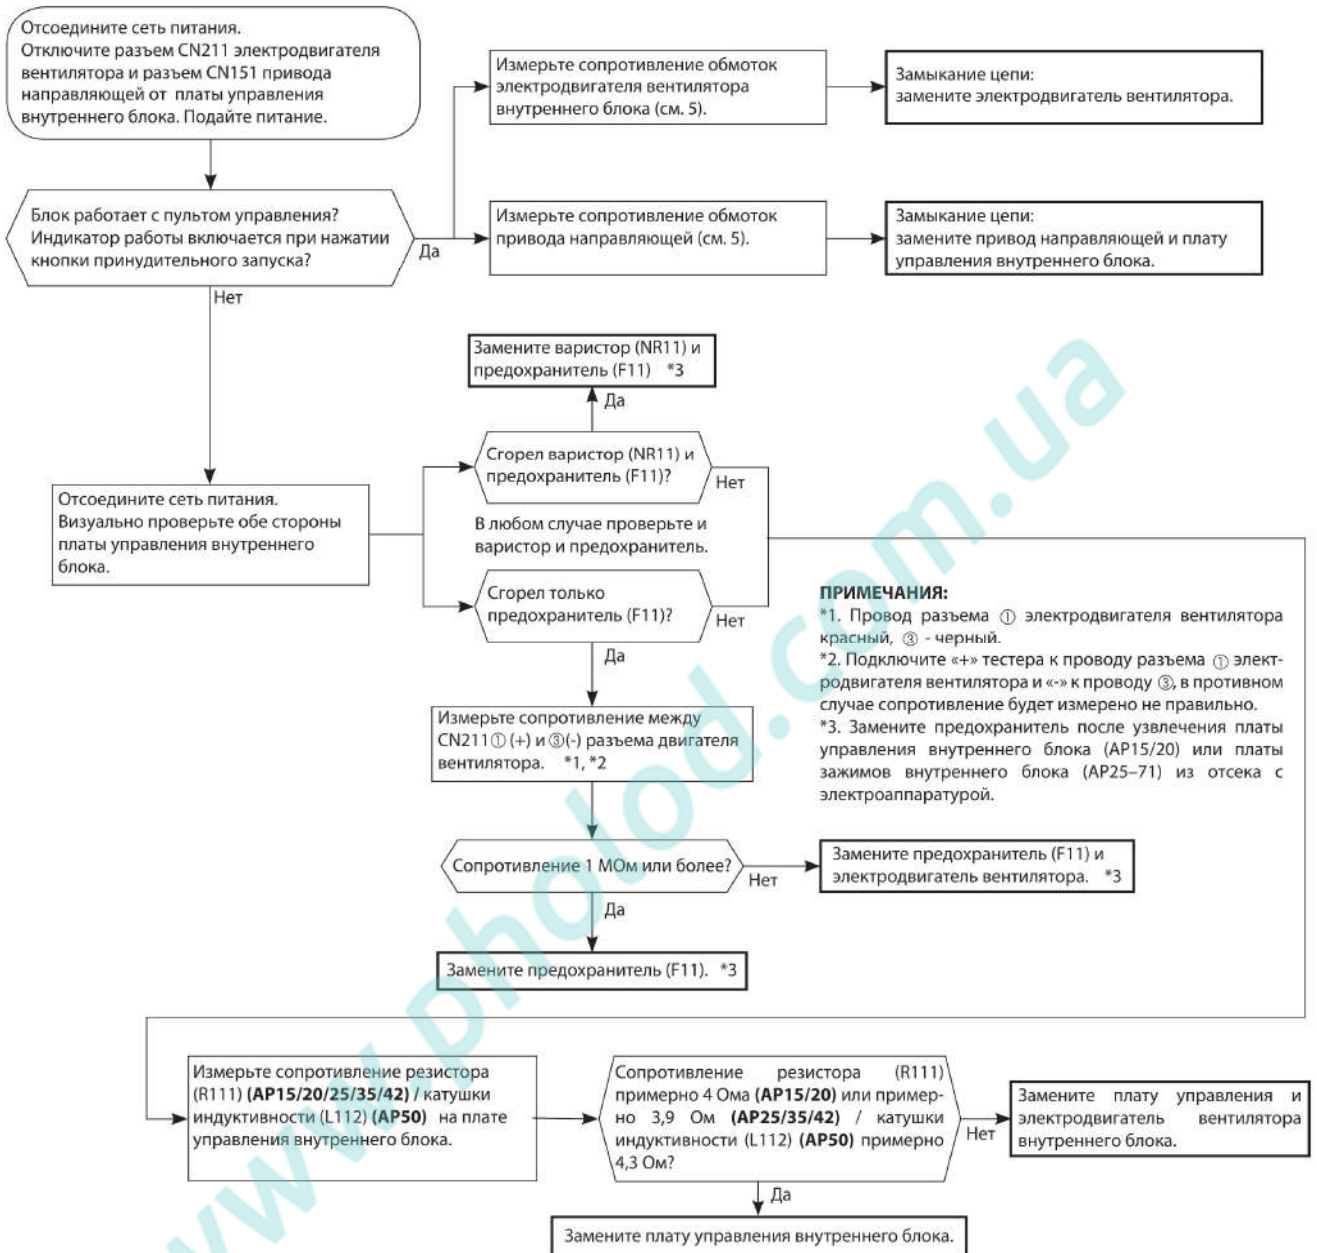 Отсоедините сеть питания.
Отключите разъем CN211 электродвигателя
вентилятора и разъем CN151 привода
направляющей от платы управления
внутреннего блока. Подайте питание.
Измерьте сопротивление обмоток
электродвигателя вентилятора
внутреннего блока (см. 5).
Замыкание цепи:
замените электродвигатель вентилятора.
Блок работает с пультом управления?
Индикатор работы включается при нажатии
кнопки принудительного запуска?
Да
Измерьте сопротивление обмоток
привода направляющей (см. 5).
Замыкание цепи:
замените привод направляющей и плату
управления внутреннего блока.
Нет
Замените варистор (NR11) и
предохранитель (F11) *3
Да
Сгорел варистор (NR11) и
предохранитель (F11)?
Нет
Отсоедините сеть питания.
Визуально проверьте обе стороны
платы управления внутреннего
блока.
В любом случае проверьте и
варистор и предохранитель.
Сгорел только
предохранитель (F11)?
Нет
Да
ПРИМЕЧАНИЯ:
*1. Провод разъема ① электродвигателя вентилятора
красный, ③ - черный.
*2. Подключите «+» тестера к проводу разъема ① элект-
родвигателя вентилятора и «-» к проводу ③, в противном
случае сопротивление будет измерено не правильно.
*3. Замените предохранитель после узвлечения платы
управления внутреннего блока (AP15/20) или платы
зажимов внутреннего блока (AP25–71) из отсека с
электроаппаратурой.
Измерьте сопротивление между
CN211① (+) и ③(-) разъема двигателя
вентилятора. *1, *2
Сопротивление 1 МОм или более?
Нет
Замените предохранитель (F11) и
электродвигатель вентилятора. *3
Да
Замените предохранитель (F11). *3
Измерьте сопротивление резистора
(R111) (AP15/20/25/35/42) / катушки
индуктивности (L112) (AP50) на плате
управления внутреннего блока.
Сопротивление резистора (R111)
примерно 4 Ома (AP15/20) или пример-
но 3,9 Ом (AP25/35/42) / катушки
индуктивности (L112) (AP50) примерно
4,3 Ом?
Нет
Замените плату управления и
электродвигатель вентилятора
внутреннего блока.
Да
Замените плату управления внутреннего блока.
www.pholod.com.ua